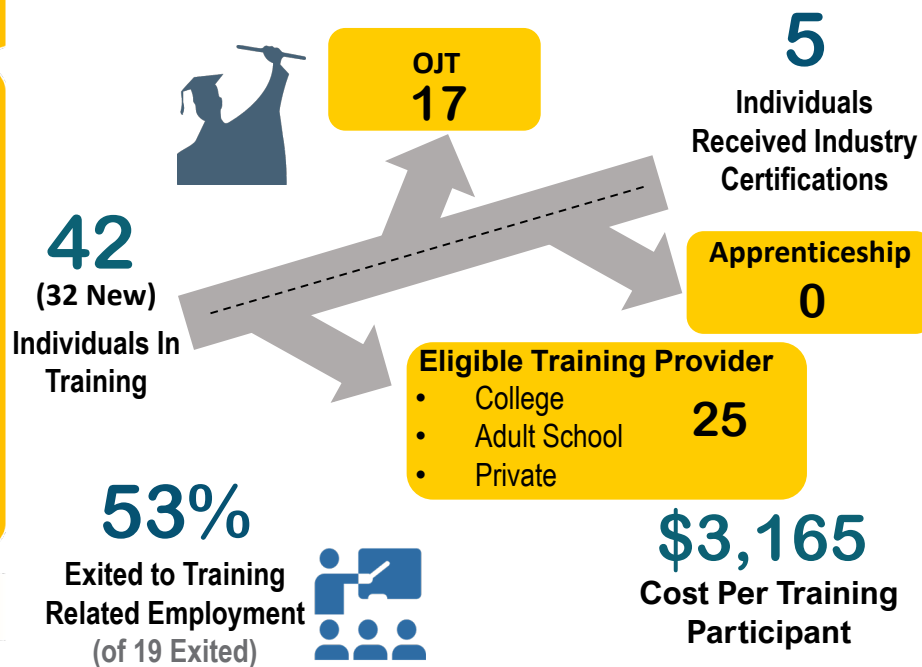 OJT
17
5
Individuals
Received Industry
Certifications
42
(32 New)
Individuals In
Training
Apprenticeship
0
Eligible Training Provider
• College
• Adult School
• Private
25
53%
Exited to Training
Related Employment
(of 19 Exited)
$3,165
Cost Per Training
Participant